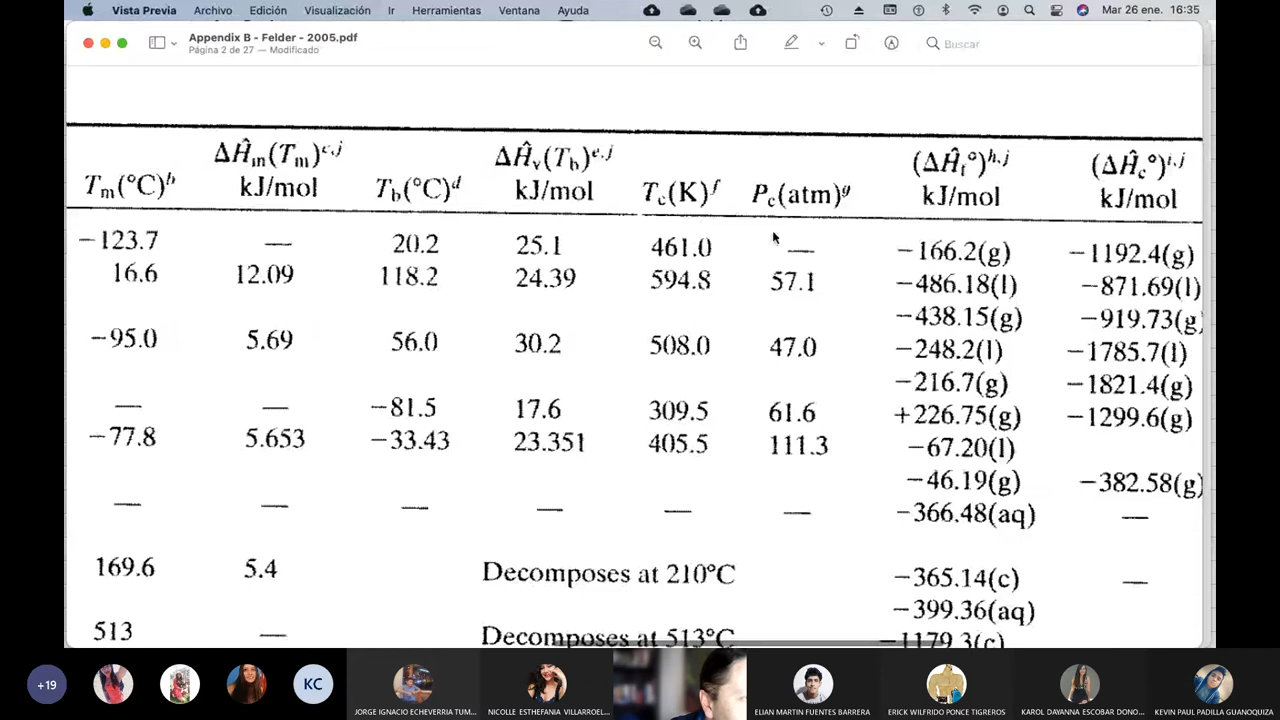 Vista Previa Archivo Edición Visualización Ir Herramientas Ventana Ayuda Mar 26 ene. 16:35
Appendix B - Felder - 2005.pdf
Página 2 de 27 — Modificado
Buscar
ΔĤm(Tm)c,j ΔĤv(Tb)e,j (ΔĤf°)h,j (ΔĤc°)i,j
Tm(°C)b kJ/mol Tb(°C)d kJ/mol Tc(K)f Pc(atm)g kJ/mol kJ/mol
−123.7 — 20.2 25.1 461.0 — −166.2(g) −1192.4(g)
16.6 12.09 118.2 24.39 594.8 57.1 −486.18(l) −871.69(l)
−438.15(g) −919.73(g)
−95.0 5.69 56.0 30.2 508.0 47.0 −248.2(l) −1785.7(l)
−216.7(g) −1821.4(g)
— — −81.5 17.6 309.5 61.6 +226.75(g) −1299.6(g)
−77.8 5.653 −33.43 23.351 405.5 111.3 −67.20(l)
−46.19(g) −382.58(g)
— — — — — — −366.48(aq) —
169.6 5.4 Decomposes at 210°C −365.14(c) —
−399.36(aq)
513 — Decomposes at 513°C −1179.3(c)
+19 KC
JORGE IGNACIO ECHEVERRIA TUM... NICOLLE ESTHEFANIA VILLARROEL... ELIAN MARTIN FUENTES BARRERA ERICK WILFRIDO PONCE TIGREROS KAROL DAYANNA ESCOBAR DONO... KEVIN PAUL PADILLA GUANOQUIZA